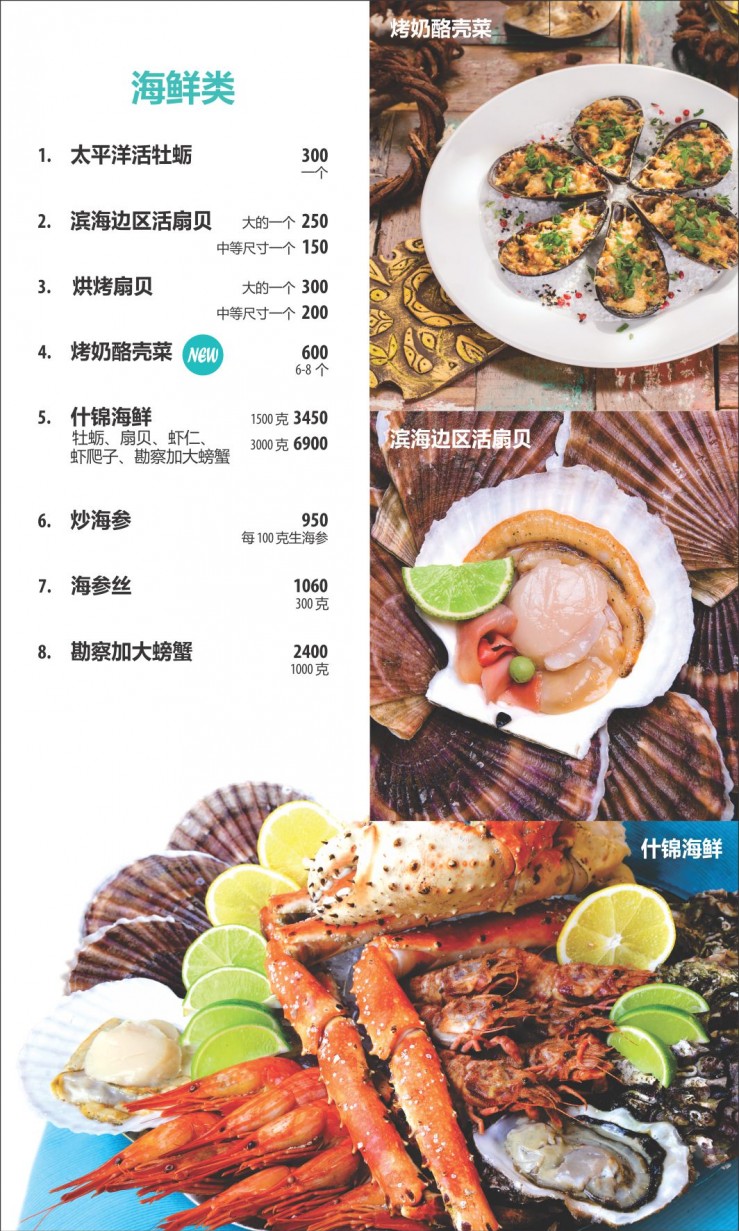 烤奶酪壳菜
海鲜类
1. 太平洋活牡蛎 300
一个
2. 滨海边区活扇贝 大的一个 250
中等尺寸一个 150
3. 烘烤扇贝 大的一个 300
中等尺寸一个 200
4. 烤奶酪壳菜 NEW 600
6-8 个
5. 什锦海鲜 1500 克 3450
牡蛎、扇贝、虾仁、 3000 克 6900
虾爬子、勘察加大螃蟹
滨海边区活扇贝
6. 炒海参 950
每 100 克生海参
7. 海参丝 1060
300 克
8. 勘察加大螃蟹 2400
1000 克
什锦海鲜